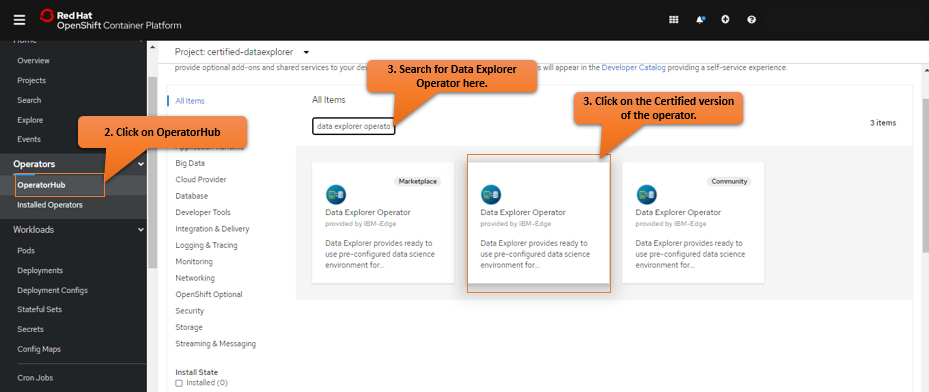 Red Hat
OpenShift Container Platform
Home
Overview
Projects
Search
Explore
Events
Operators
OperatorHub
Installed Operators
Workloads
Pods
Deployments
Deployment Configs
Stateful Sets
Secrets
Config Maps
Cron Jobs
2. Click on OperatorHub
Project: certified-dataexplorer
provide optional add-ons and shared services to your
will appear in the Developer Catalog providing a self-service experience.
3. Search for Data Explorer
Operator here.
3. Click on the Certified version
of the operator.
All Items
Big Data
Cloud Provider
Database
Developer Tools
Integration & Delivery
Logging & Tracing
Monitoring
Networking
OpenShift Optional
Security
Storage
Streaming & Messaging
Install State
Installed (0)
All Items
data explorer operato
3 items
Marketplace
Data Explorer Operator
provided by IBM-Edge
Data Explorer provides ready to
use pre-configured data science
environment for...
Data Explorer Operator
provided by IBM-Edge
Data Explorer provides ready to
use pre-configured data science
environment for...
Community
Data Explorer Operator
provided by IBM-Edge
Data Explorer provides ready to
use pre-configured data science
environment for...